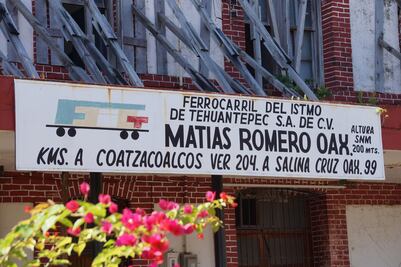 FERROCARRIL DEL ISTMO
DE TEHUANTEPEC S.A. DE C.V.
MATIAS ROMERO OAX.
ALTURA
SNM
200 MTS.
KMS. A COATZACOALCOS VER 204. A SALINA CRUZ OAX. 99